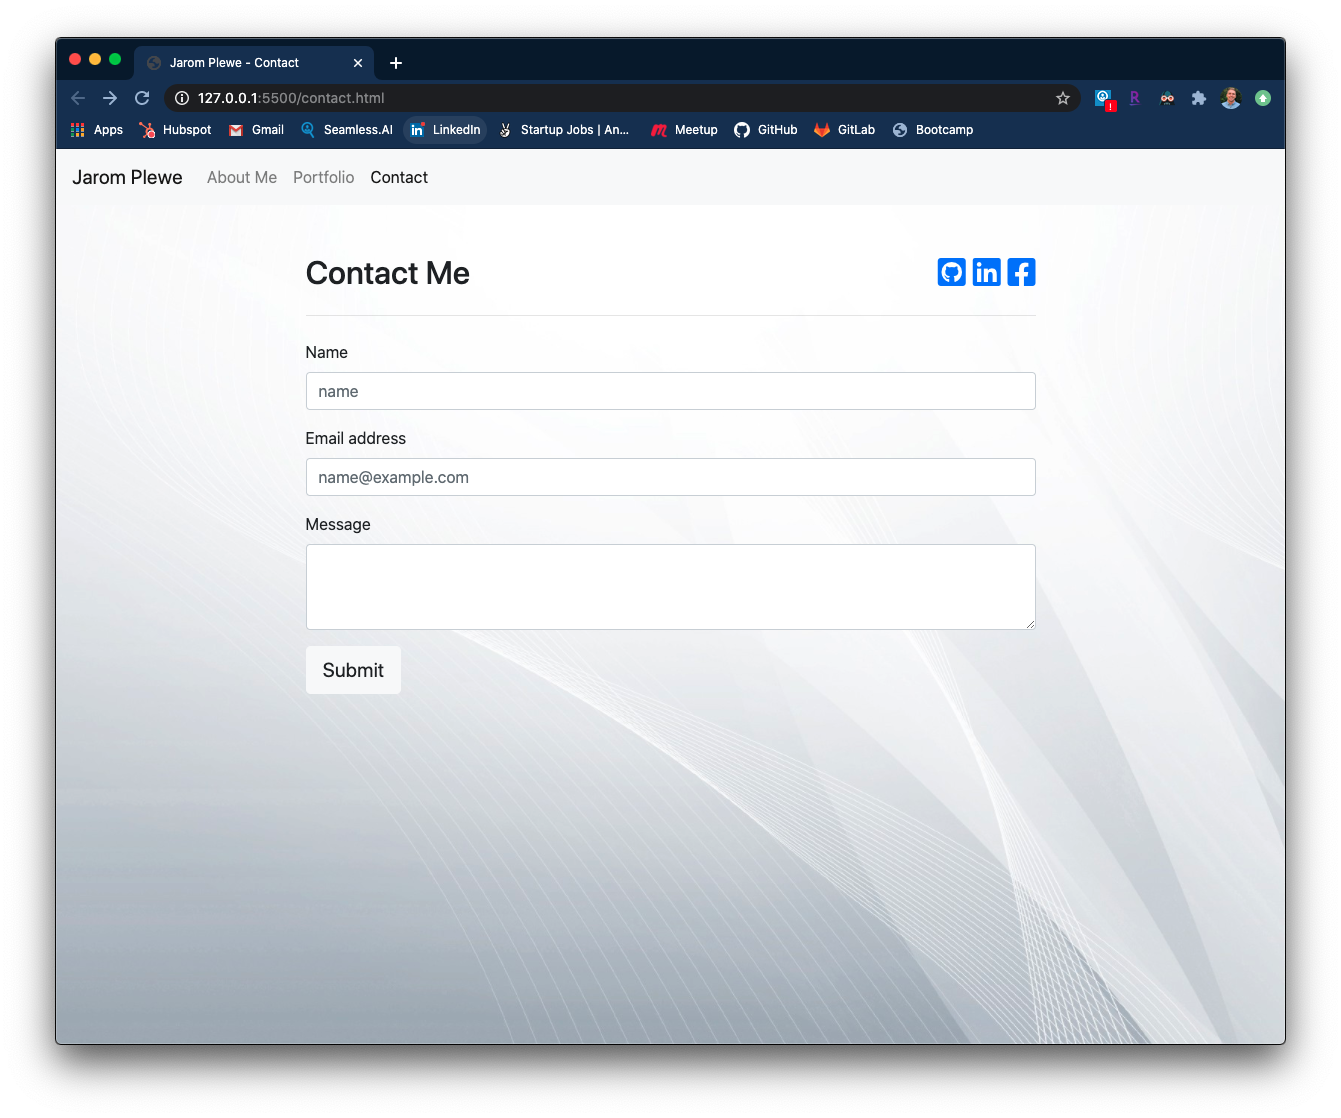 Jarom Plewe - Contact
127.0.0.1:5500/contact.html
Apps Hubspot Gmail Seamless.AI LinkedIn Startup Jobs | An... Meetup GitHub GitLab Bootcamp
Jarom Plewe About Me Portfolio Contact
Contact Me
Name
name
Email address
name@example.com
Message
Submit